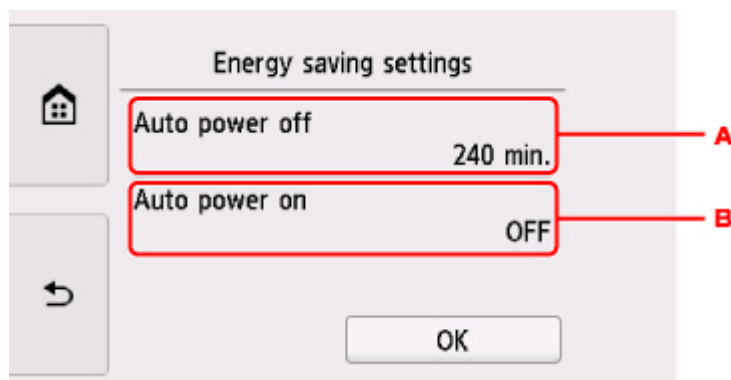 Energy saving settings
Auto power off
240 min.
A
Auto power on
OFF
B
OK